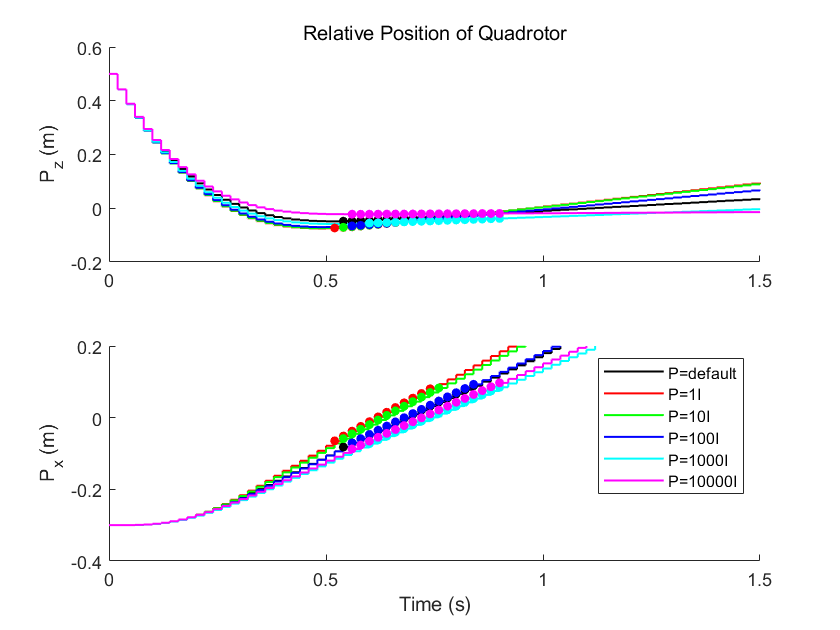 Relative Position of Quadrotor
0.6
0.4
0.2
0
-0.2
P_z (m)
0
0.5
1
1.5
0.2
0
-0.2
-0.4
P_x (m)
0
0.5
1
1.5
Time (s)
P=default
P=1I
P=10I
P=100I
P=1000I
P=10000I